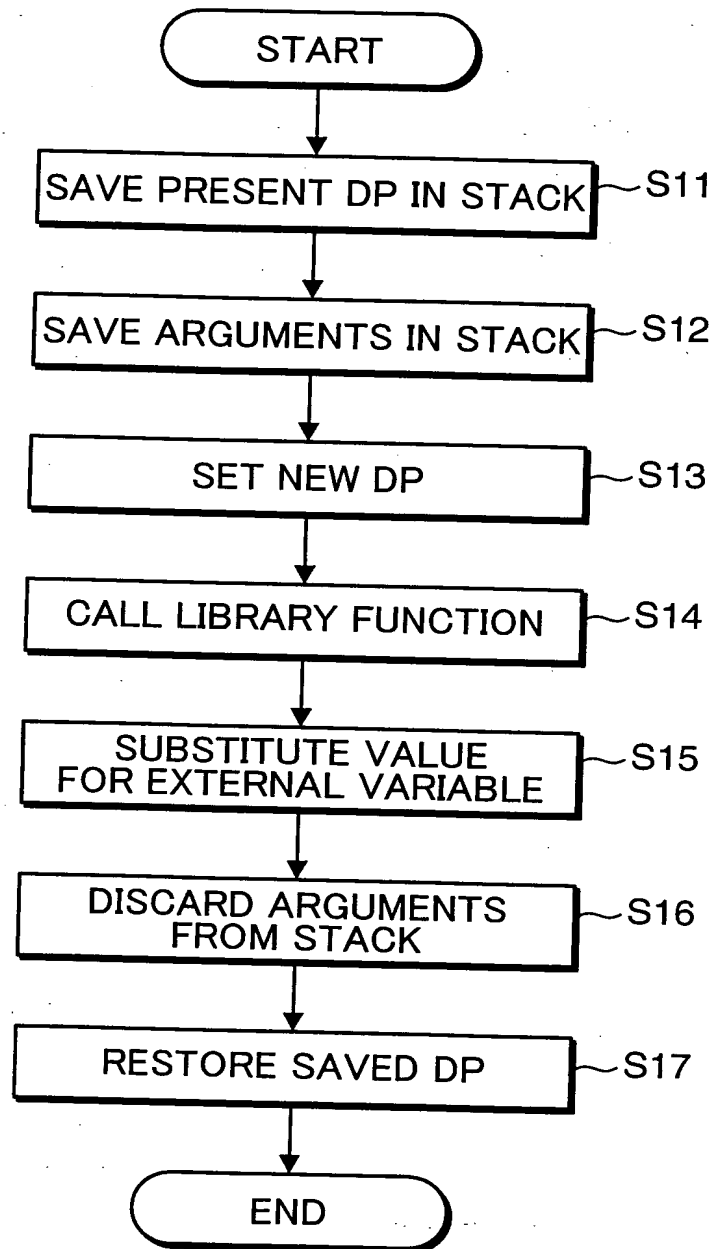 START
SAVE PRESENT DP IN STACK
S11
SAVE ARGUMENTS IN STACK
S12
SET NEW DP
S13
CALL LIBRARY FUNCTION
S14
SUBSTITUTE VALUE
FOR EXTERNAL VARIABLE
S15
DISCARD ARGUMENTS
FROM STACK
S16
RESTORE SAVED DP
S17
END